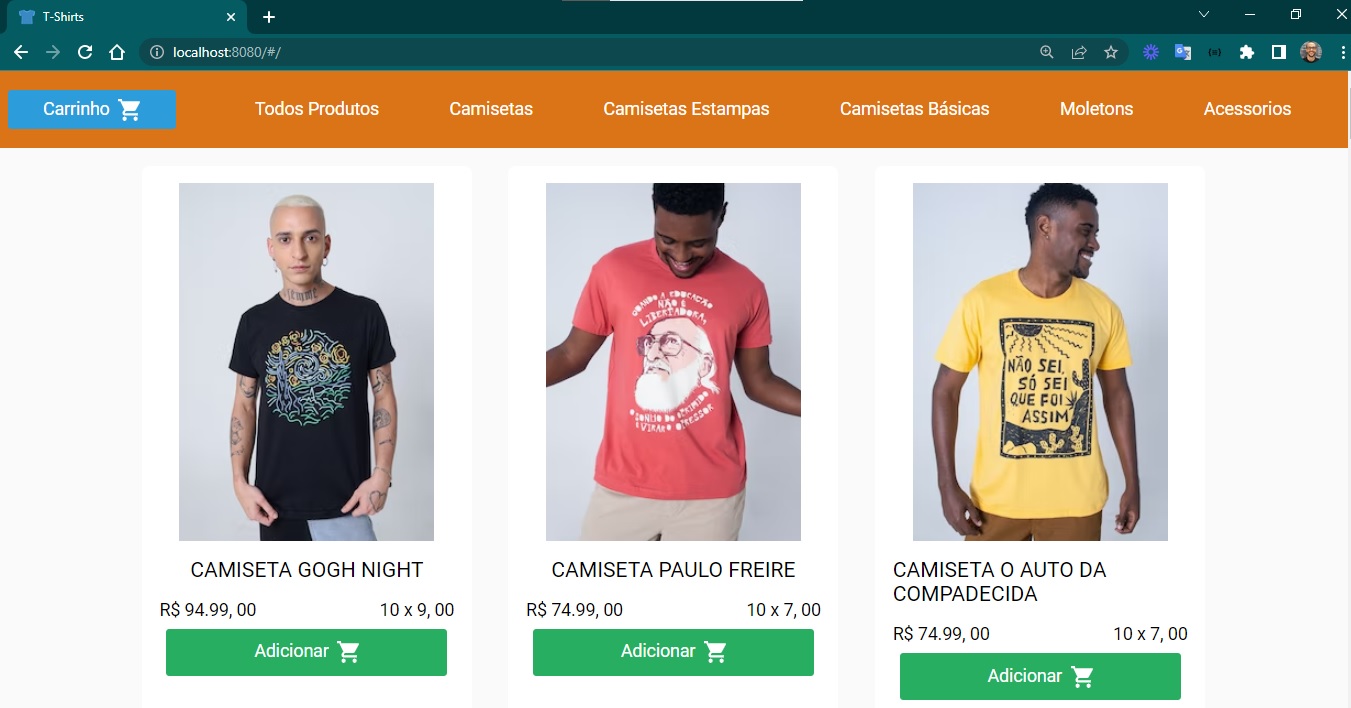 T-Shirts
localhost:8080/#/
Carrinho
Todos Produtos
Camisetas
Camisetas Estampas
Camisetas Básicas
Moletons
Acessorios
QUANDO A EDUCAÇÃO
NÃO É
LIBERTADORA,
O SONHO DO OPRIMIDO
É VIRAR O OPRESSOR
NÃO SEI,
SÓ SEI
QUE FOI
ASSIM
CAMISETA GOGH NIGHT
CAMISETA PAULO FREIRE
CAMISETA O AUTO DA
COMPADECIDA
R$ 94.99, 00
10 x 9, 00
R$ 74.99, 00
10 x 7, 00
R$ 74.99, 00
10 x 7, 00
Adicionar
Adicionar
Adicionar